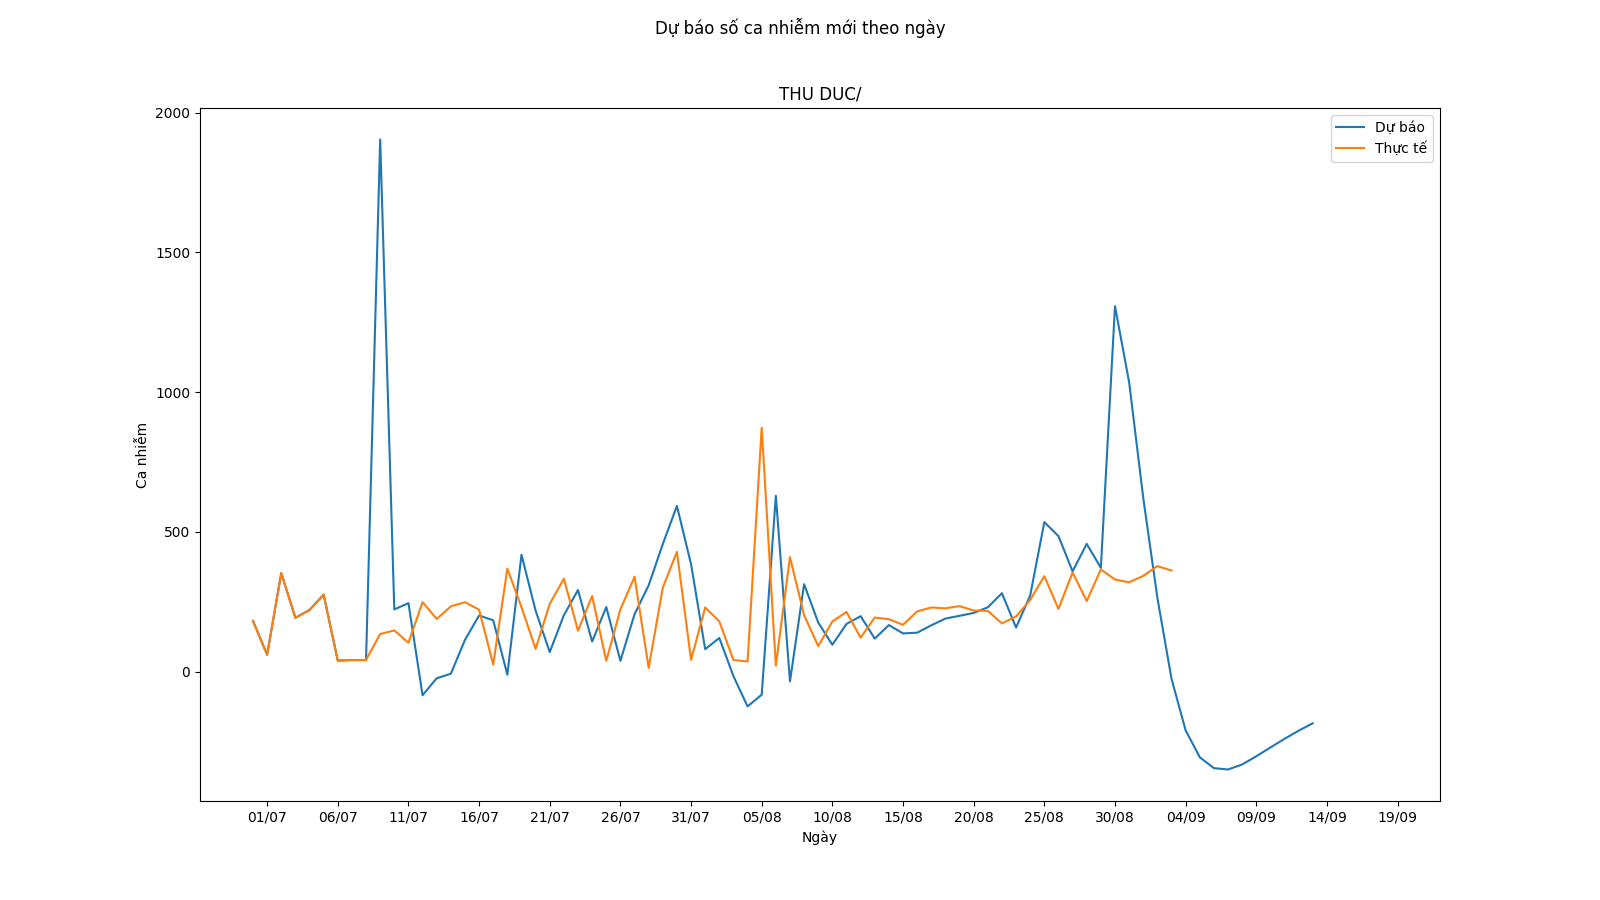 Dự báo số ca nhiễm mới theo ngày
THU DUC/
2000
1500
1000
500
0
Ca nhiễm
Dự báo
Thực tế
01/07 06/07 11/07 16/07 21/07 26/07 31/07 05/08 10/08 15/08 20/08 25/08 30/08 04/09 09/09 14/09 19/09
Ngày